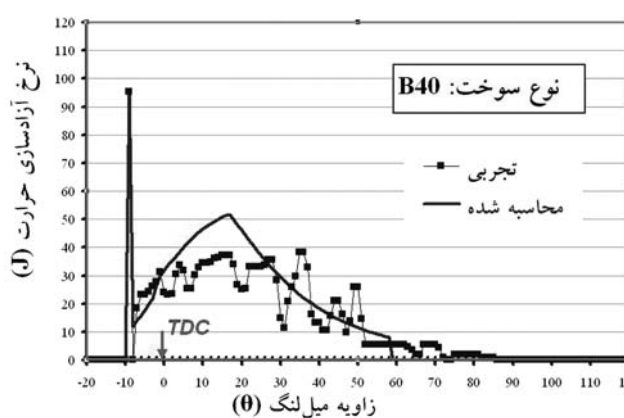 نوع سوخت: B40
تجربی
محاسبه شده
نرخ آزادسازی حرارت (J)
120
110
100
90
80
70
60
50
40
30
20
10
0
TDC
-20 -10 0 10 20 30 40 50 60 70 80 90 100 110 120
زاویه میل‌لنگ (θ)